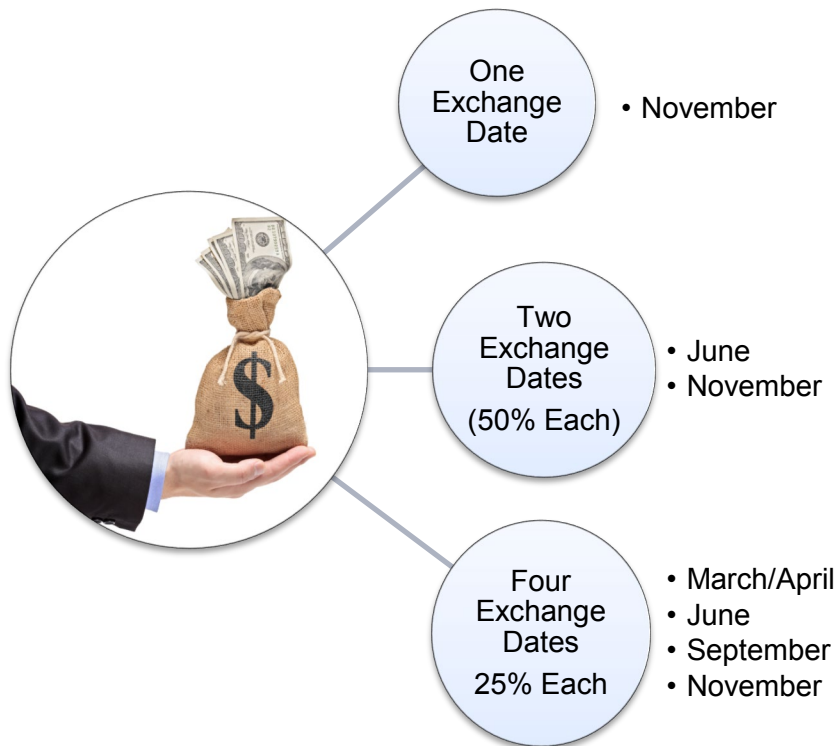 One
Exchange
Date
• November
$
Two
Exchange
Dates
(50% Each)
• June
• November
Four
Exchange
Dates
25% Each
• March/April
• June
• September
• November